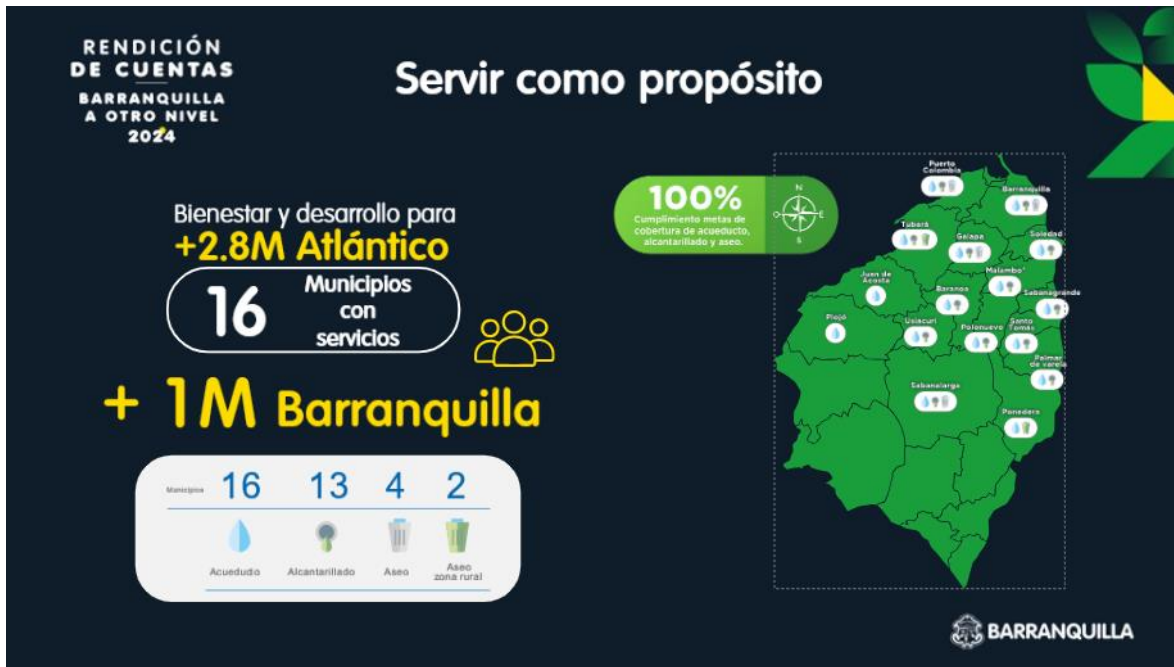 RENDICIÓN
DE CUENTAS
BARRANQUILLA
A OTRO NIVEL
2024
Servir como propósito
Bienestar y desarrollo para
+2.8M Atlántico
16
Municipios
con
servicios
+ 1M Barranquilla
Municipios 16 13 4 2
Acuedudo Alcantarillado Aseo Aseo
zona rural
100%
Cumplimiento metas de
cobertura de acueducto,
alcantarillado y aseo.
N
O E
S
Puerto
Colombia
Barranquilla
Tubará
Galapa
Soledad
Juan de
Acosta
Baranoa
Malambo*
Sabanagrande
Piojó
Usiacurí
Polonuevo
Santo
Tomás
Palmar
de varela
Sabanalarga
Ponedera
BARRANQUILLA